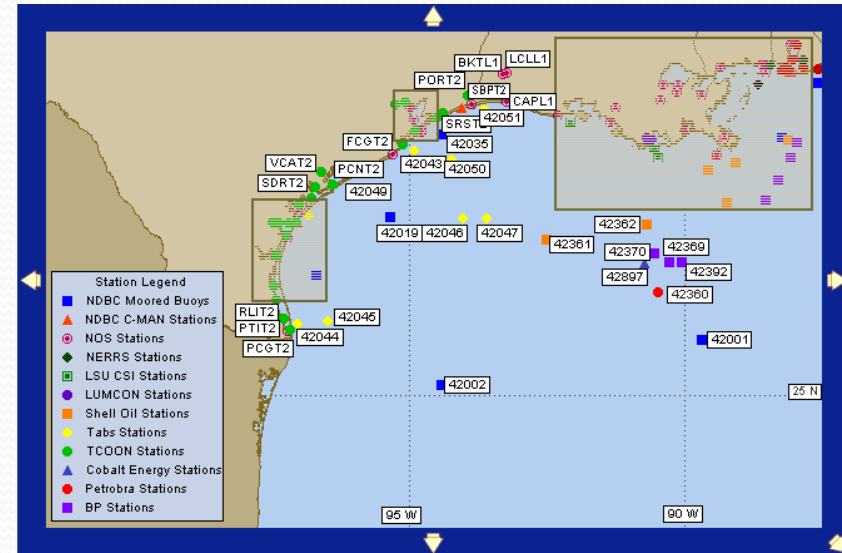 LCLL1
BKTL1
PORT2
SBPT2
CAPL1
SRST2
42051
FCGT2
42035
42043
42050
VCAT2
PCNT2
SDRT2
42049
42019
42046
42047
42362
42361
42370
42369
42897
42392
42360
Station Legend
NDBC Moored Buoys
NDBC C-MAN Stations
NOS Stations
NERRS Stations
LSU CSI Stations
LUMCON Stations
Shell Oil Stations
Tabs Stations
TCOON Stations
Cobalt Energy Stations
Petrobra Stations
BP Stations
RLIT2
42045
PTIT2
42044
PCGT2
42001
42002
25 N
95 W
90 W